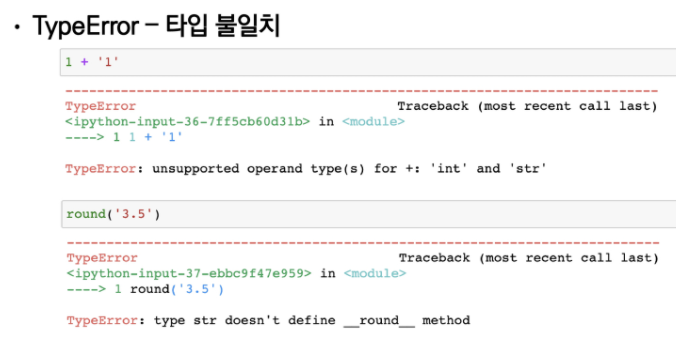 • TypeError – 타입 불일치
1 + '1'
---------------------------------------------------------------------------
TypeError Traceback (most recent call last)
<ipython-input-36-7ff5cb60d31b> in <module>
----> 1 1 + '1'
TypeError: unsupported operand type(s) for +: 'int' and 'str'
round('3.5')
---------------------------------------------------------------------------
TypeError Traceback (most recent call last)
<ipython-input-37-ebbc9f47e959> in <module>
----> 1 round('3.5')
TypeError: type str doesn't define __round__ method